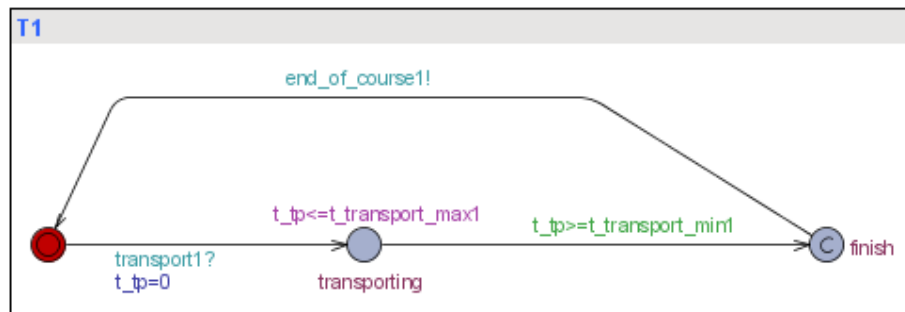 T1
end_of_course1!
t_tp<=t_transport_max1
t_tp>=t_transport_min1
C
finish
transport1?
t_tp=0
transporting